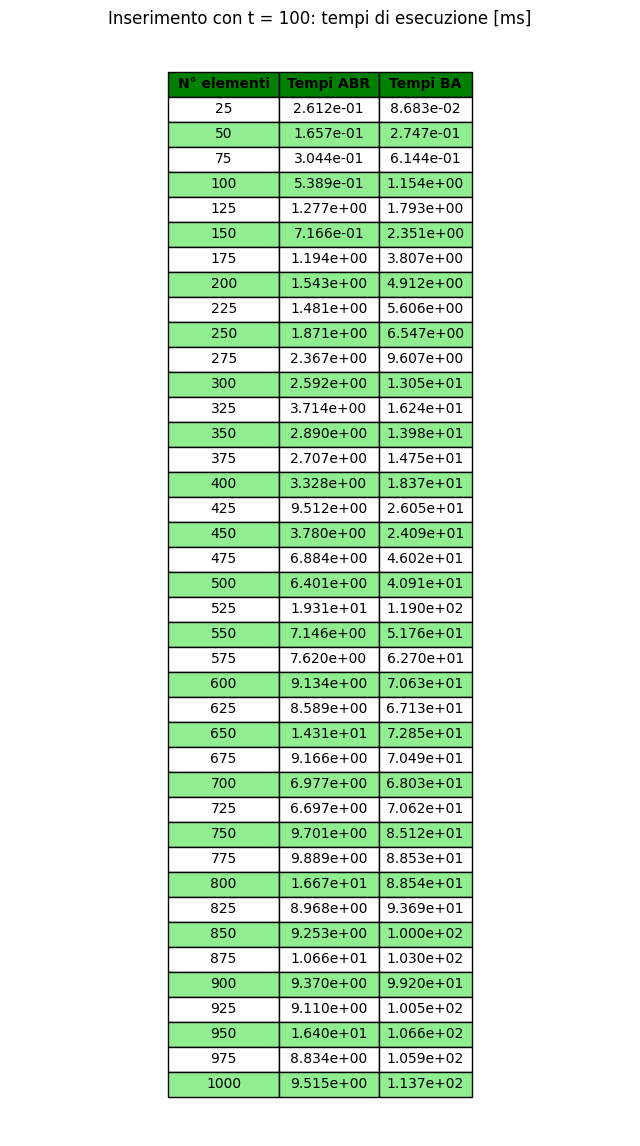 Inserimento con t = 100: tempi di esecuzione [ms]
N° elementi Tempi ABR Tempi BA
25 2.612e-01 8.683e-02
50 1.657e-01 2.747e-01
75 3.044e-01 6.144e-01
100 5.389e-01 1.154e+00
125 1.277e+00 1.793e+00
150 7.166e-01 2.351e+00
175 1.194e+00 3.807e+00
200 1.543e+00 4.912e+00
225 1.481e+00 5.606e+00
250 1.871e+00 6.547e+00
275 2.367e+00 9.607e+00
300 2.592e+00 1.305e+01
325 3.714e+00 1.624e+01
350 2.890e+00 1.398e+01
375 2.707e+00 1.475e+01
400 3.328e+00 1.837e+01
425 9.512e+00 2.605e+01
450 3.780e+00 2.409e+01
475 6.884e+00 4.602e+01
500 6.401e+00 4.091e+01
525 1.931e+01 1.190e+02
550 7.146e+00 5.176e+01
575 7.620e+00 6.270e+01
600 9.134e+00 7.063e+01
625 8.589e+00 6.713e+01
650 1.431e+01 7.285e+01
675 9.166e+00 7.049e+01
700 6.977e+00 6.803e+01
725 6.697e+00 7.062e+01
750 9.701e+00 8.512e+01
775 9.889e+00 8.853e+01
800 1.667e+01 8.854e+01
825 8.968e+00 9.369e+01
850 9.253e+00 1.000e+02
875 1.066e+01 1.030e+02
900 9.370e+00 9.920e+01
925 9.110e+00 1.005e+02
950 1.640e+01 1.066e+02
975 8.834e+00 1.059e+02
1000 9.515e+00 1.137e+02